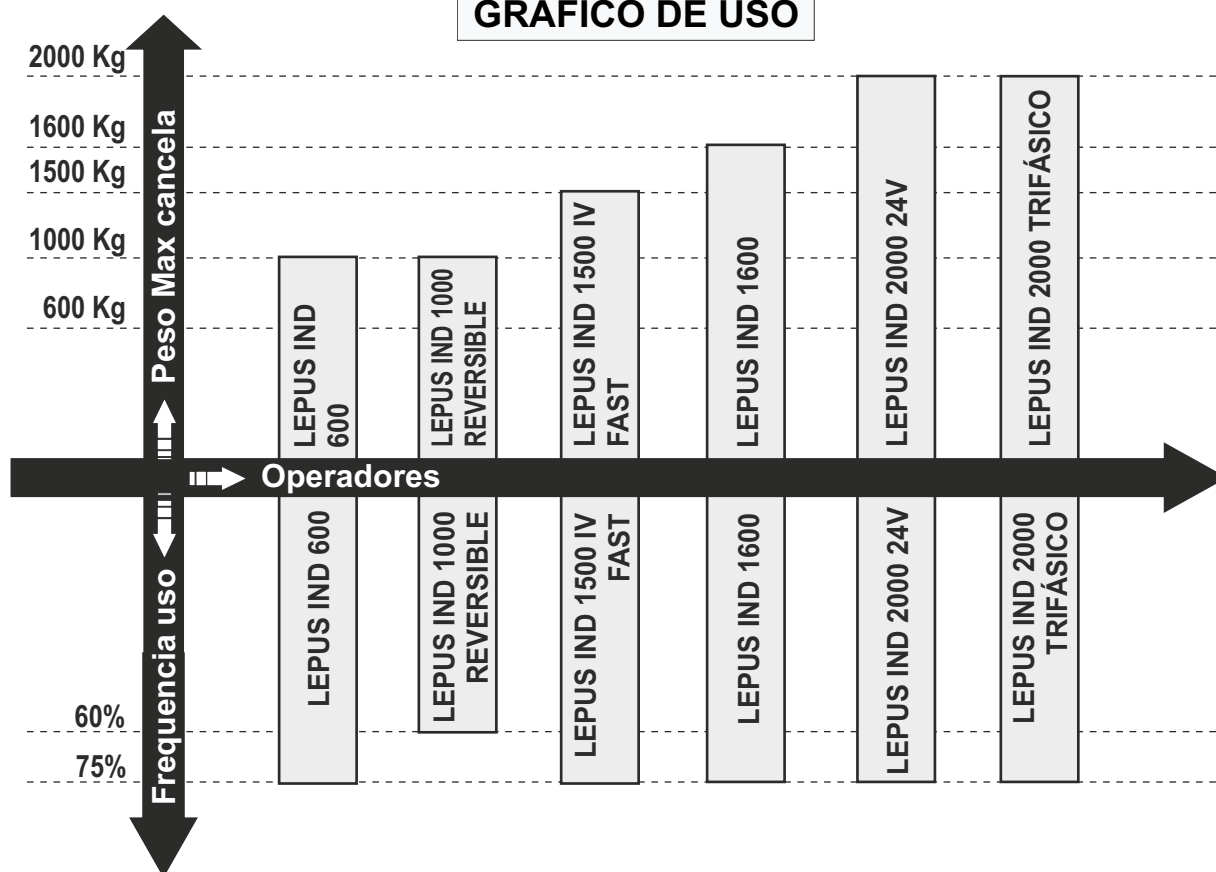 GRÁFICO DE USO
2000 Kg
1600 Kg
1500 Kg
1000 Kg
600 Kg
Peso Max cancela
LEPUS IND
600
LEPUS IND 1000
REVERSIBLE
LEPUS IND 1500 IV
FAST
LEPUS IND 1600
LEPUS IND 2000 24V
LEPUS IND 2000 TRIFÁSICO
Operadores
Frequencia uso
LEPUS IND 600
LEPUS IND 1000
REVERSIBLE
LEPUS IND 1500 IV
FAST
LEPUS IND 1600
LEPUS IND 2000 24V
LEPUS IND 2000
TRIFÁSICO
60%
75%